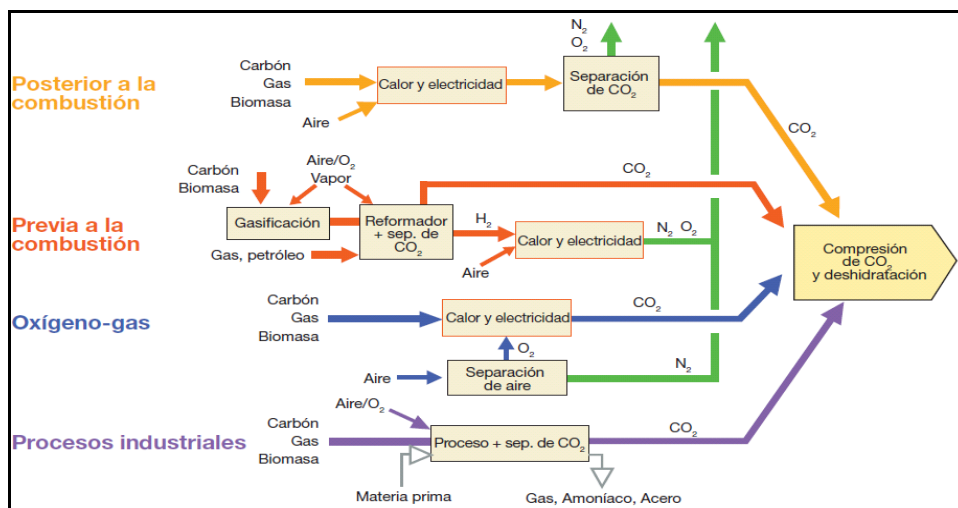 N₂
O₂
Posterior a la
combustión
Carbón
Gas
Biomasa
Aire
Calor y electricidad
Separación
de CO₂
CO₂
Previa a la
combustión
Carbón
Biomasa
Aire/O₂
Vapor
Gasificación
Gas, petróleo
Reformador
+ sep. de
CO₂
CO₂
H₂
Aire
Calor y electricidad
N₂ O₂
Compresión
de CO₂
y deshidratación
Oxígeno-gas
Carbón
Gas
Biomasa
Calor y electricidad
CO₂
O₂
Aire
Separación
de aire
N₂
Procesos industriales
Aire/O₂
Carbón
Gas
Biomasa
Proceso + sep. de CO₂
CO₂
Materia prima
Gas, Amoníaco, Acero